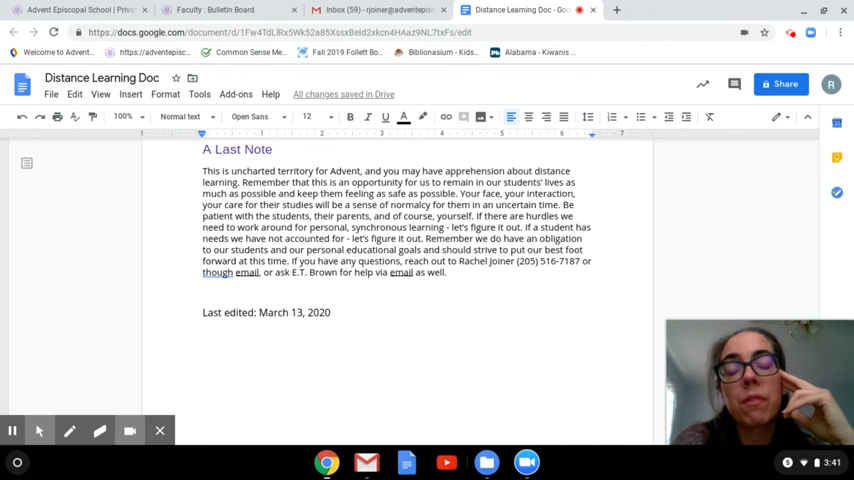 Advent Episcopal School | Priva
Faculty : Bulletin Board
Inbox (59) - rjoiner@adventepisc
Distance Learning Doc - Goo
https://docs.google.com/document/d/1Fw4TdLlRx5Wk52a85XssxBeId2xkcn4HAaz9NL7txFs/edit
Welcome to Advent...
https://adventepisc...
Common Sense Me...
Fall 2019 Follett Bo...
Biblionasium - Kids...
Alabama - Kiwanis ...
Distance Learning Doc
File Edit View Insert Format Tools Add-ons Help All changes saved in Drive
Share
R
100% Normal text Open Sans 12 B I U A
1 1 2 3 4 5 6 7
A Last Note
This is uncharted territory for Advent, and you may have apprehension about distance
learning. Remember that this is an opportunity for us to remain in our students' lives as
much as possible and keep them feeling as safe as possible. Your face, your interaction,
your care for their studies will be a sense of normalcy for them in an uncertain time. Be
patient with the students, their parents, and of course, yourself. If there are hurdles we
need to work around for personal, synchronous learning - let's figure it out. If a student has
needs we have not accounted for - let's figure it out. Remember we do have an obligation
to our students and our personal educational goals and should strive to put our best foot
forward at this time. If you have any questions, reach out to Rachel Joiner (205) 516-7187 or
though email, or ask E.T. Brown for help via email as well.
Last edited: March 13, 2020
3:41